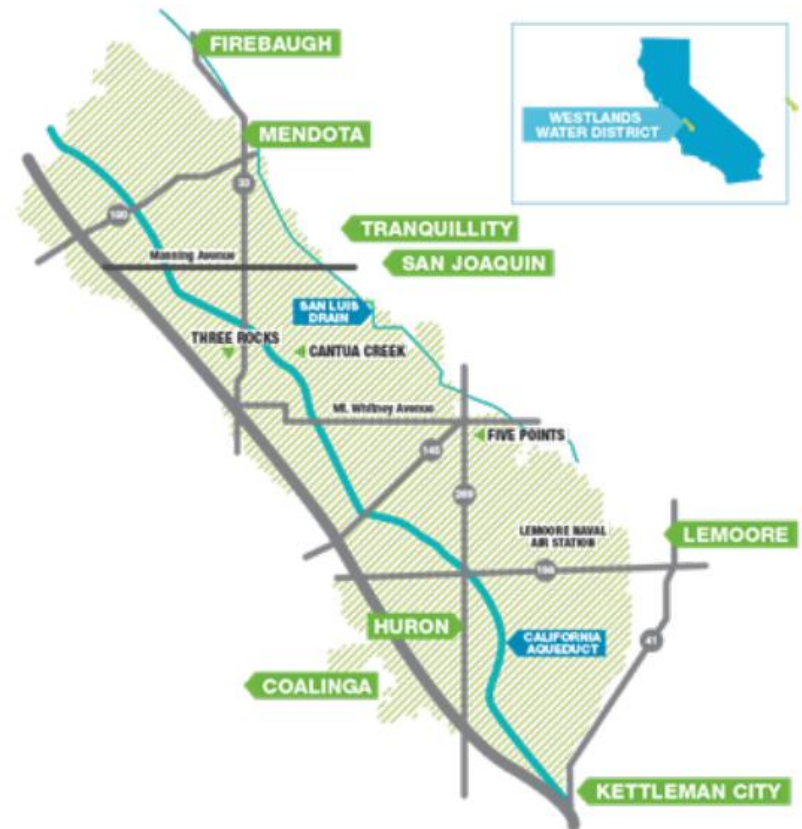 FIREBAUGH
WESTLANDS
WATER DISTRICT
MENDOTA
33
180
TRANQUILLITY
Manning Avenue
SAN JOAQUIN
SAN LUIS
DRAIN
THREE ROCKS
CANTUA CREEK
Mt. Whitney Avenue
FIVE POINTS
145
269
LEMOORE NAVAL
AIR STATION
LEMOORE
198
HURON
CALIFORNIA
AQUEDUCT
41
COALINGA
KETTLEMAN CITY